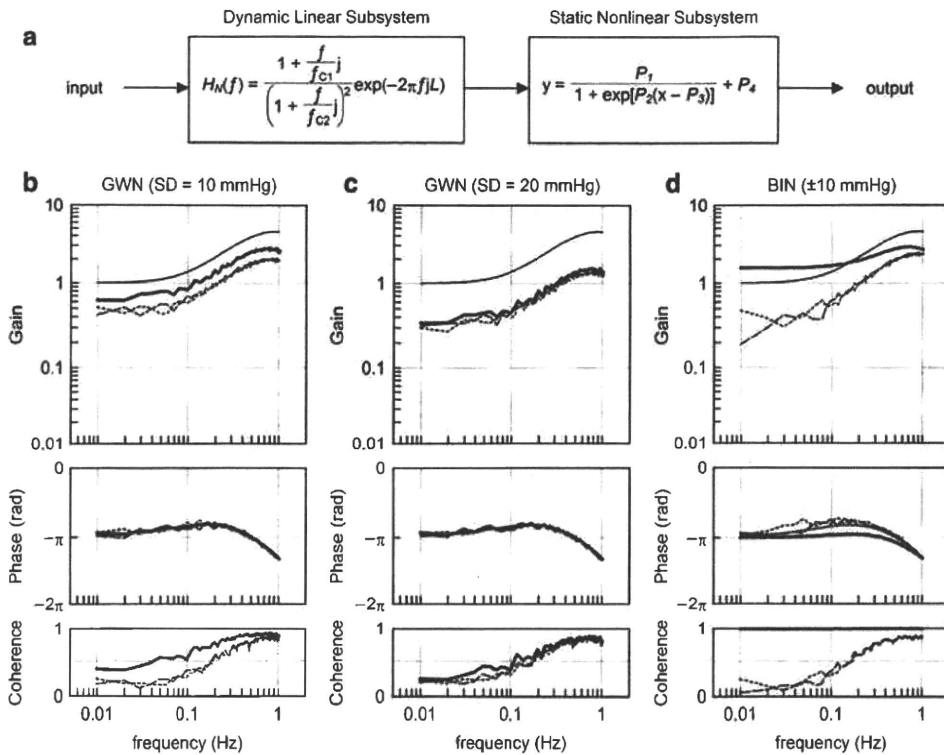 a
Dynamic Linear Subsystem
Static Nonlinear Subsystem
input
H_N(f) = (1 + f/f_C1 j) / (1 + f/f_C2 j)^2 exp(−2πfjL)
y = P_1 / (1 + exp[P_2(x − P_3)]) + P_4
output
b
GWN (SD = 10 mmHg)
c
GWN (SD = 20 mmHg)
d
BIN (±10 mmHg)
Gain
10
1
0.1
0.01
Gain
10
1
0.1
0.01
Gain
10
1
0.1
0.01
Phase (rad)
0
−π
−2π
Phase (rad)
0
−π
−2π
Phase (rad)
0
−π
−2π
Coherence
1
0
Coherence
1
0
Coherence
1
0
0.01 0.1 1
0.01 0.1 1
0.01 0.1 1
frequency (Hz)
frequency (Hz)
frequency (Hz)